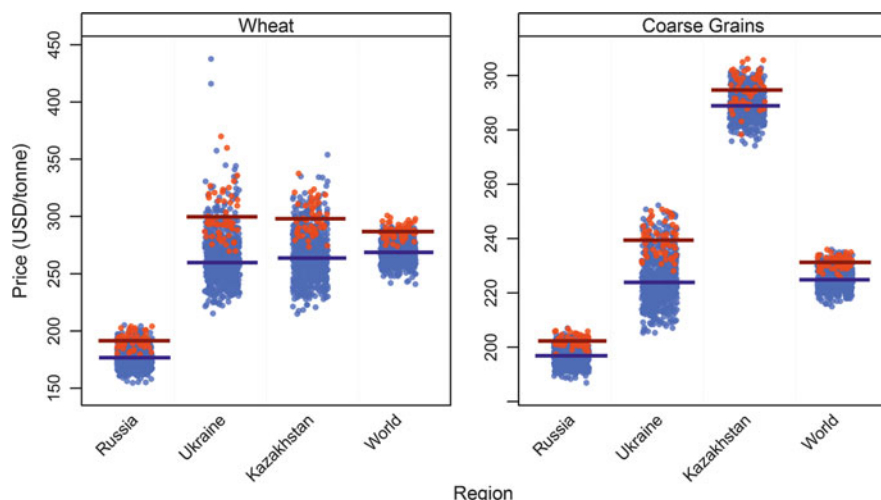 Wheat
Coarse Grains
Price (USD/tonne)
450
400
350
300
250
200
150
300
280
260
240
220
200
Russia
Ukraine
Kazakhstan
World
Russia
Ukraine
Kazakhstan
World
Region